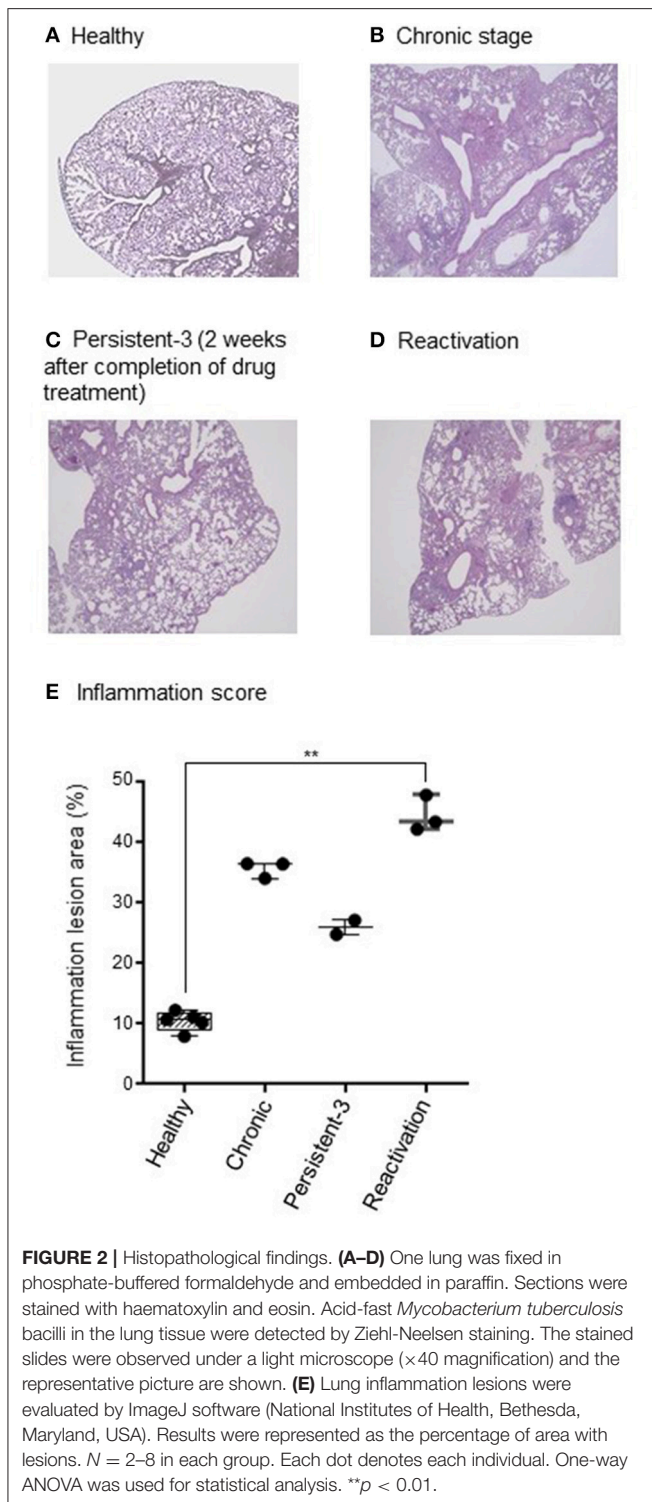 A Healthy
B Chronic stage
C Persistent-3 (2 weeks
after completion of drug
treatment)
D Reactivation
E Inflammation score
**
Inflammation lesion area (%)
50
40
30
20
10
0
Healthy
Chronic
Persistent-3
Reactivation
FIGURE 2 | Histopathological findings. (A–D) One lung was fixed in
phosphate-buffered formaldehyde and embedded in paraffin. Sections were
stained with haematoxylin and eosin. Acid-fast Mycobacterium tuberculosis
bacilli in the lung tissue were detected by Ziehl-Neelsen staining. The stained
slides were observed under a light microscope (×40 magnification) and the
representative picture are shown. (E) Lung inflammation lesions were
evaluated by ImageJ software (National Institutes of Health, Bethesda,
Maryland, USA). Results were represented as the percentage of area with
lesions. N = 2–8 in each group. Each dot denotes each individual. One-way
ANOVA was used for statistical analysis. **p < 0.01.